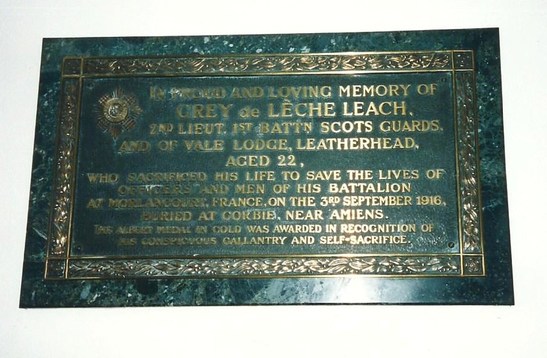 IN PROUD AND LOVING MEMORY OF
GREY de LÊCHE LEACH,
2ND LIEUT. 1ST BATTN SCOTS GUARDS,
AND OF VALE LODGE, LEATHERHEAD,
AGED 22,
WHO SACRIFICED HIS LIFE TO SAVE THE LIVES OF
OFFICERS AND MEN OF HIS BATTALION
AT MORLANCOURT, FRANCE, ON THE 3RD SEPTEMBER 1916,
BURIED AT CORBIE, NEAR AMIENS.
THE ALBERT MEDAL IN GOLD WAS AWARDED IN RECOGNITION OF
HIS CONSPICUOUS GALLANTRY AND SELF-SACRIFICE.